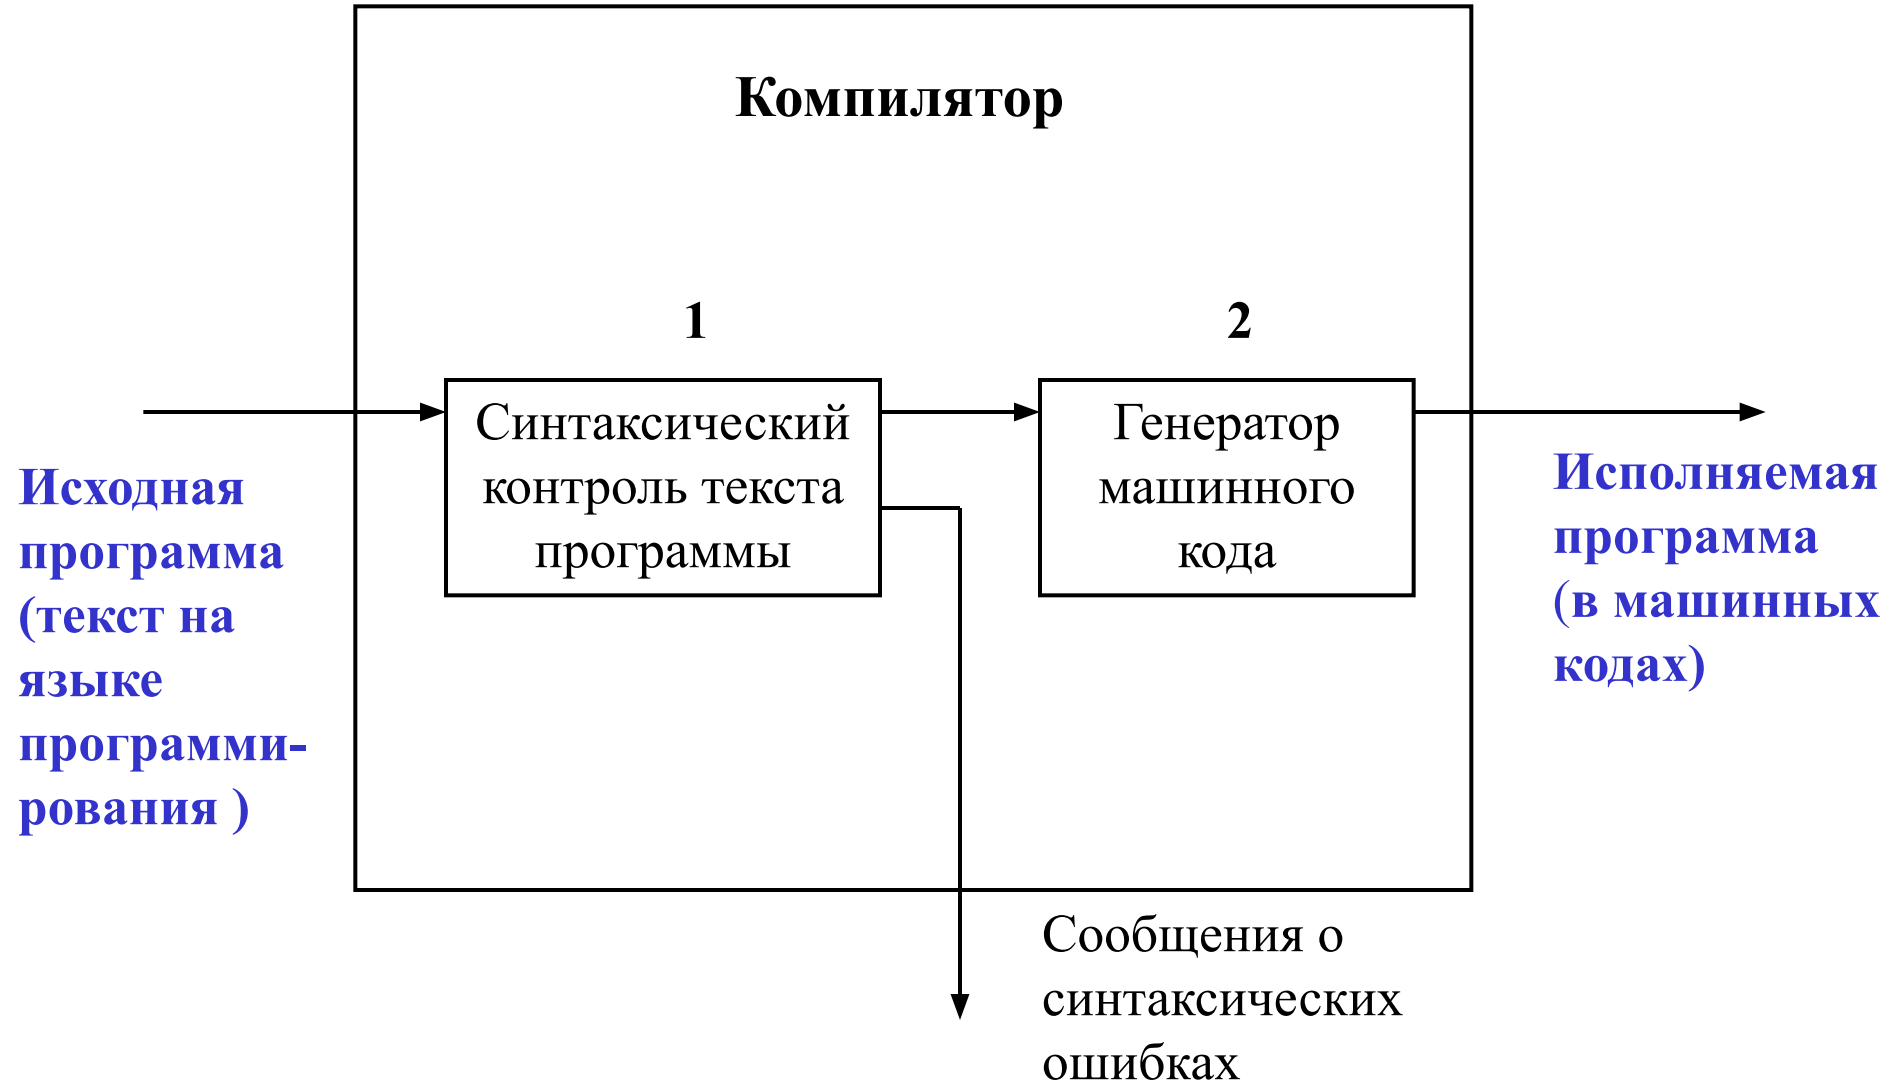 Компилятор
1
2
Исходная
программа
(текст на
языке
программи-
рования )
Синтаксический
контроль текста
программы
Генератор
машинного
кода
Исполняемая
программа
(в машинных
кодах)
Сообщения о
синтаксических
ошибках